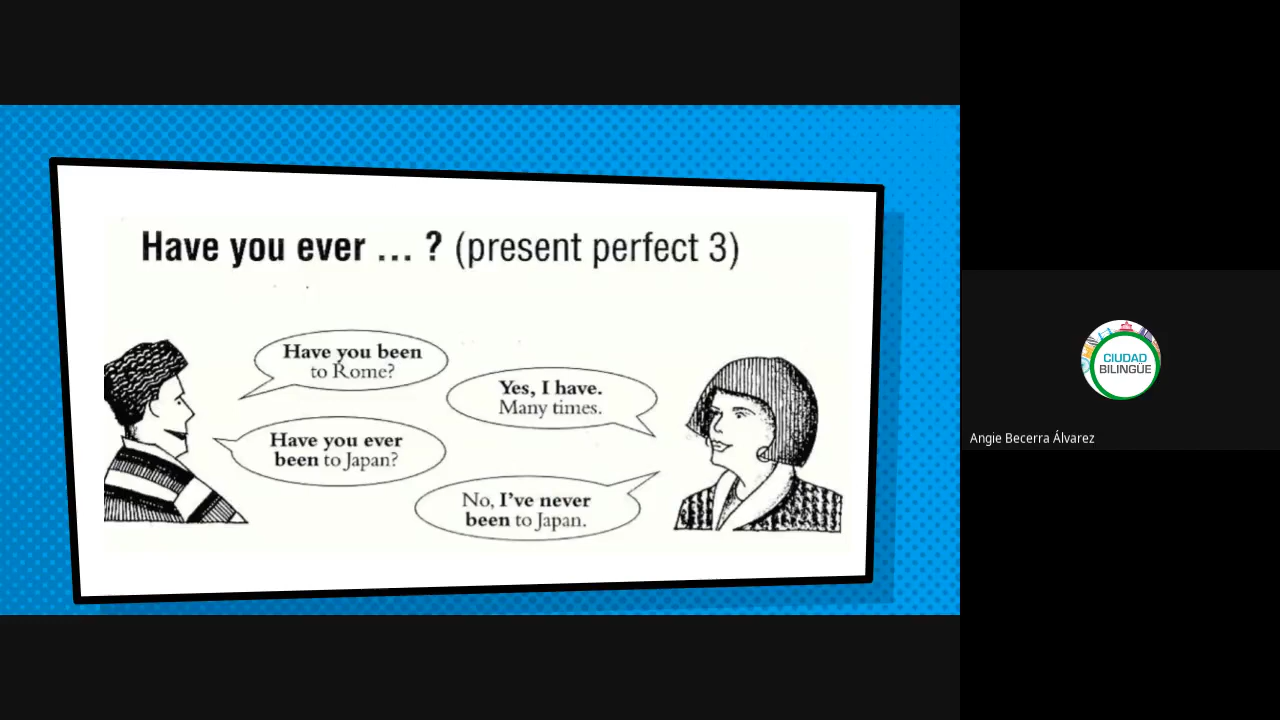 Have you ever ... ? (present perfect 3)
Have you been
to Rome?
Yes, I have.
Many times.
Have you ever
been to Japan?
No, I've never
been to Japan.
CIUDAD
BILINGÜE
Angie Becerra Álvarez